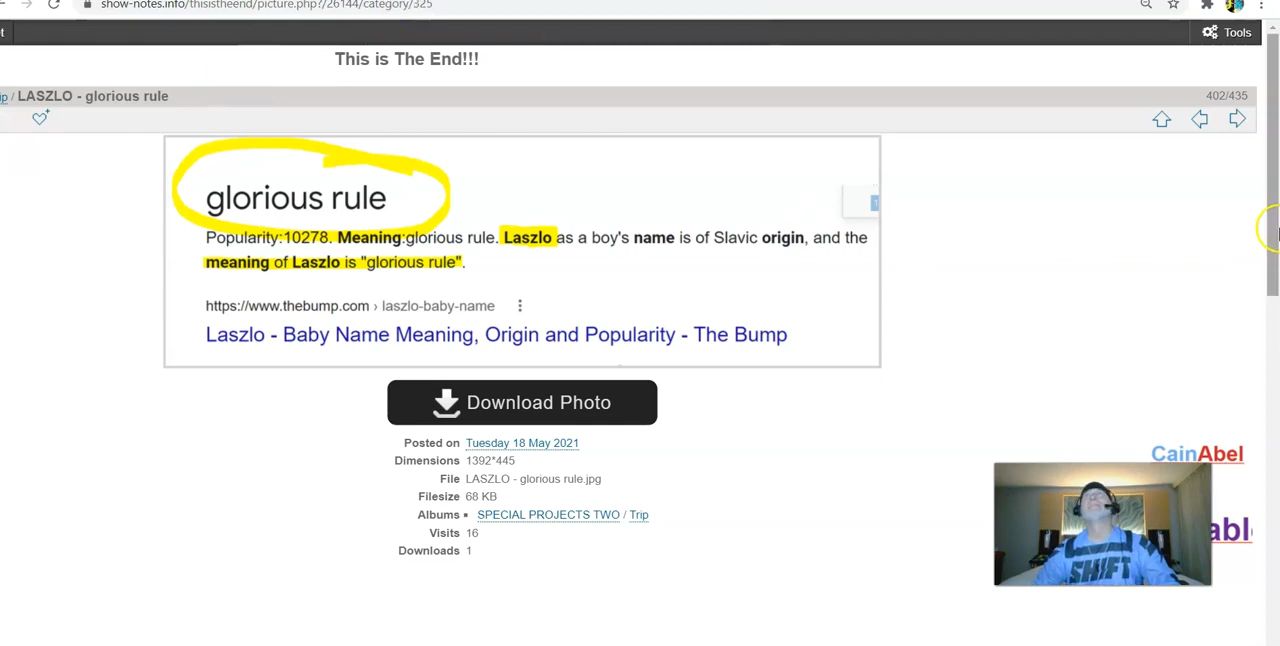 show-notes.info/thisistheend/picture.php?/26144/category/325
Tools
This is The End!!!
/ LASZLO - glorious rule
402/435
glorious rule
Popularity:10278. Meaning:glorious rule. Laszlo as a boy's name is of Slavic origin, and the
meaning of Laszlo is "glorious rule".
https://www.thebump.com › laszlo-baby-name
Laszlo - Baby Name Meaning, Origin and Popularity - The Bump
Download Photo
Posted on Tuesday 18 May 2021
Dimensions 1392*445
File LASZLO - glorious rule.jpg
Filesize 68 KB
Albums ▪ SPECIAL PROJECTS TWO / Trip
Visits 16
Downloads 1
CainAbel
SHIFT